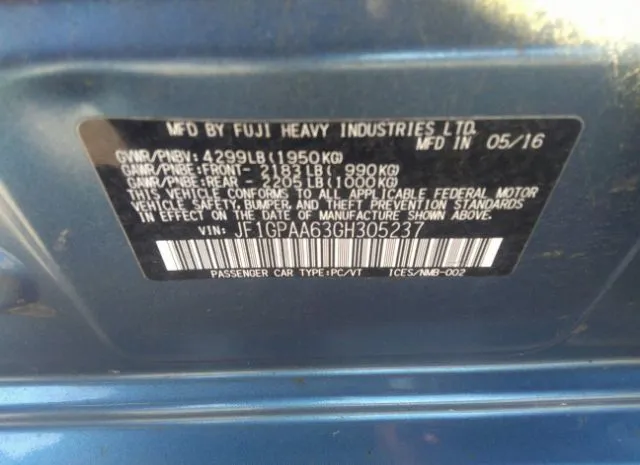 MFD BY FUJI HEAVY INDUSTRIES LTD.
MFD IN 05/16
GVWR/PNBV: 4299LB(1950KG)
GAWR/PNBE:FRONT- 2183LB( 990KG)
GAWR/PNBE:REAR - 2205LB(1000KG)
THIS VEHICLE CONFORMS TO ALL APPLICABLE FEDERAL MOTOR
VEHICLE SAFETY, BUMPER, AND THEFT PREVENTION STANDARDS
IN EFFECT ON THE DATE OF MANUFACTURE SHOWN ABOVE.
VIN: JF1GPAA63GH305237
PASSENGER CAR TYPE:PC/VT ICES/NMB-002